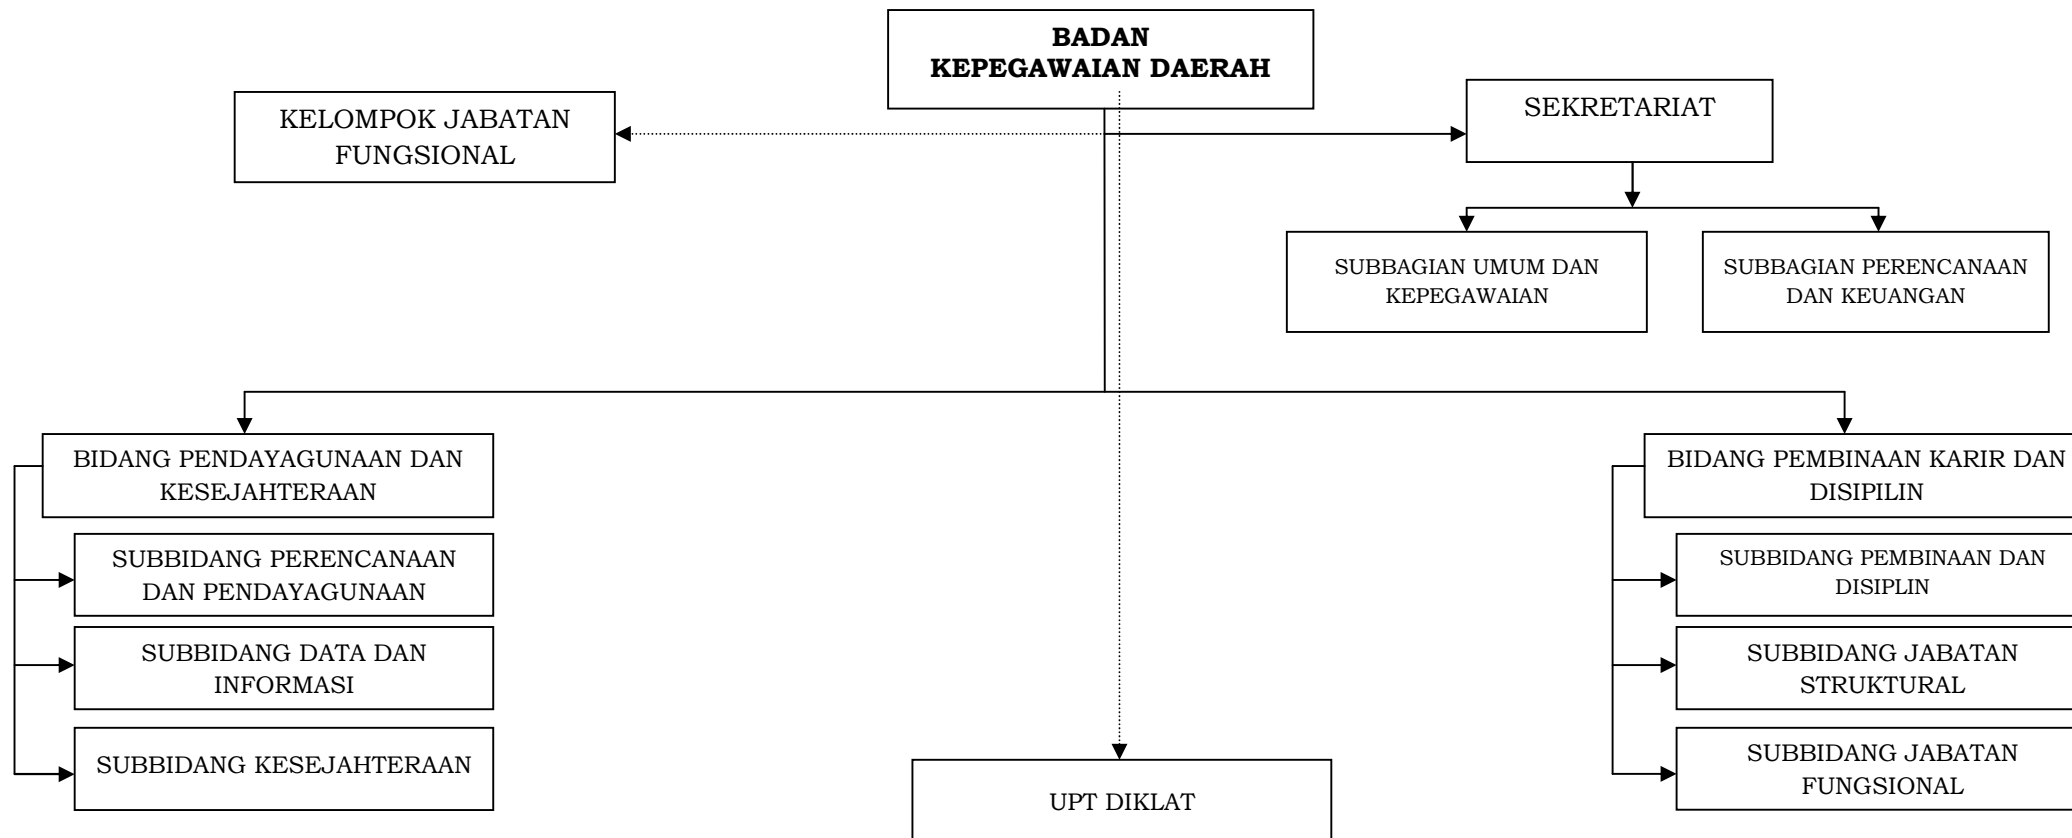 BADAN
KEPEGAWAIAN DAERAH
KELOMPOK JABATAN
FUNGSIONAL
SEKRETARIAT
SUBBAGIAN UMUM DAN
KEPEGAWAIAN
SUBBAGIAN PERENCANAAN
DAN KEUANGAN
BIDANG PENDAYAGUNAAN DAN
KESEJAHTERAAN
SUBBIDANG PERENCANAAN
DAN PENDAYAGUNAAN
SUBBIDANG DATA DAN
INFORMASI
SUBBIDANG KESEJAHTERAAN
UPT DIKLAT
BIDANG PEMBINAAN KARIR DAN
DISIPILIN
SUBBIDANG PEMBINAAN DAN
DISIPLIN
SUBBIDANG JABATAN
STRUKTURAL
SUBBIDANG JABATAN
FUNGSIONAL